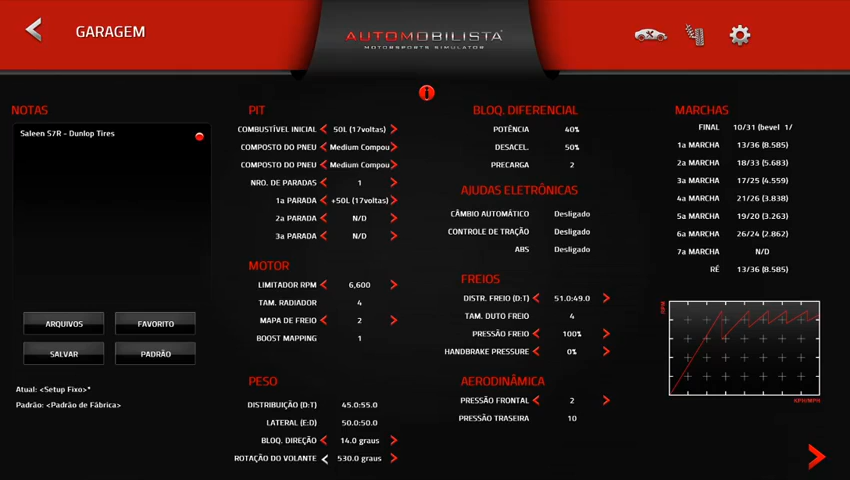 GARAGEM
AUTOMOBILISTA
MOTORSPORTS SIMULATOR
NOTAS
Saleen S7R - Dunlop Tires
ARQUIVOS
FAVORITO
SALVAR
PADRÃO
Atual: <Setup Fixo>*
Padrão: <Padrão de Fábrica>
PIT
COMBUSTÍVEL INICIAL 50L (17voltas)
COMPOSTO DO PNEU Medium Compou
COMPOSTO DO PNEU Medium Compou
NRO. DE PARADAS 1
1a PARADA +50L (17voltas)
2a PARADA N/D
3a PARADA N/D
MOTOR
LIMITADOR RPM 6,600
TAM. RADIADOR 4
MAPA DE FREIO 2
BOOST MAPPING 1
PESO
DISTRIBUIÇÃO (D:T) 45.0:55.0
LATERAL (E:D) 50.0:50.0
BLOQ. DIREÇÃO 14.0 graus
ROTAÇÃO DO VOLANTE 530.0 graus
BLOQ. DIFERENCIAL
POTÊNCIA 40%
DESACEL. 50%
PRECARGA 2
AJUDAS ELETRÔNICAS
CÂMBIO AUTOMÁTICO Desligado
CONTROLE DE TRAÇÃO Desligado
ABS Desligado
FREIOS
DISTR. FREIO (D:T) 51.0:49.0
TAM. DUTO FREIO 4
PRESSÃO FREIO 100%
HANDBRAKE PRESSURE 0%
AERODINÂMICA
PRESSÃO FRONTAL 2
PRESSÃO TRASEIRA 10
MARCHAS
FINAL 10/31 (bevel 1/
1a MARCHA 13/36 (8.585)
2a MARCHA 18/33 (5.683)
3a MARCHA 17/25 (4.559)
4a MARCHA 21/26 (3.838)
5a MARCHA 19/20 (3.263)
6a MARCHA 26/24 (2.862)
7a MARCHA N/D
RÉ 13/36 (8.585)
RPM
KPH/MPH